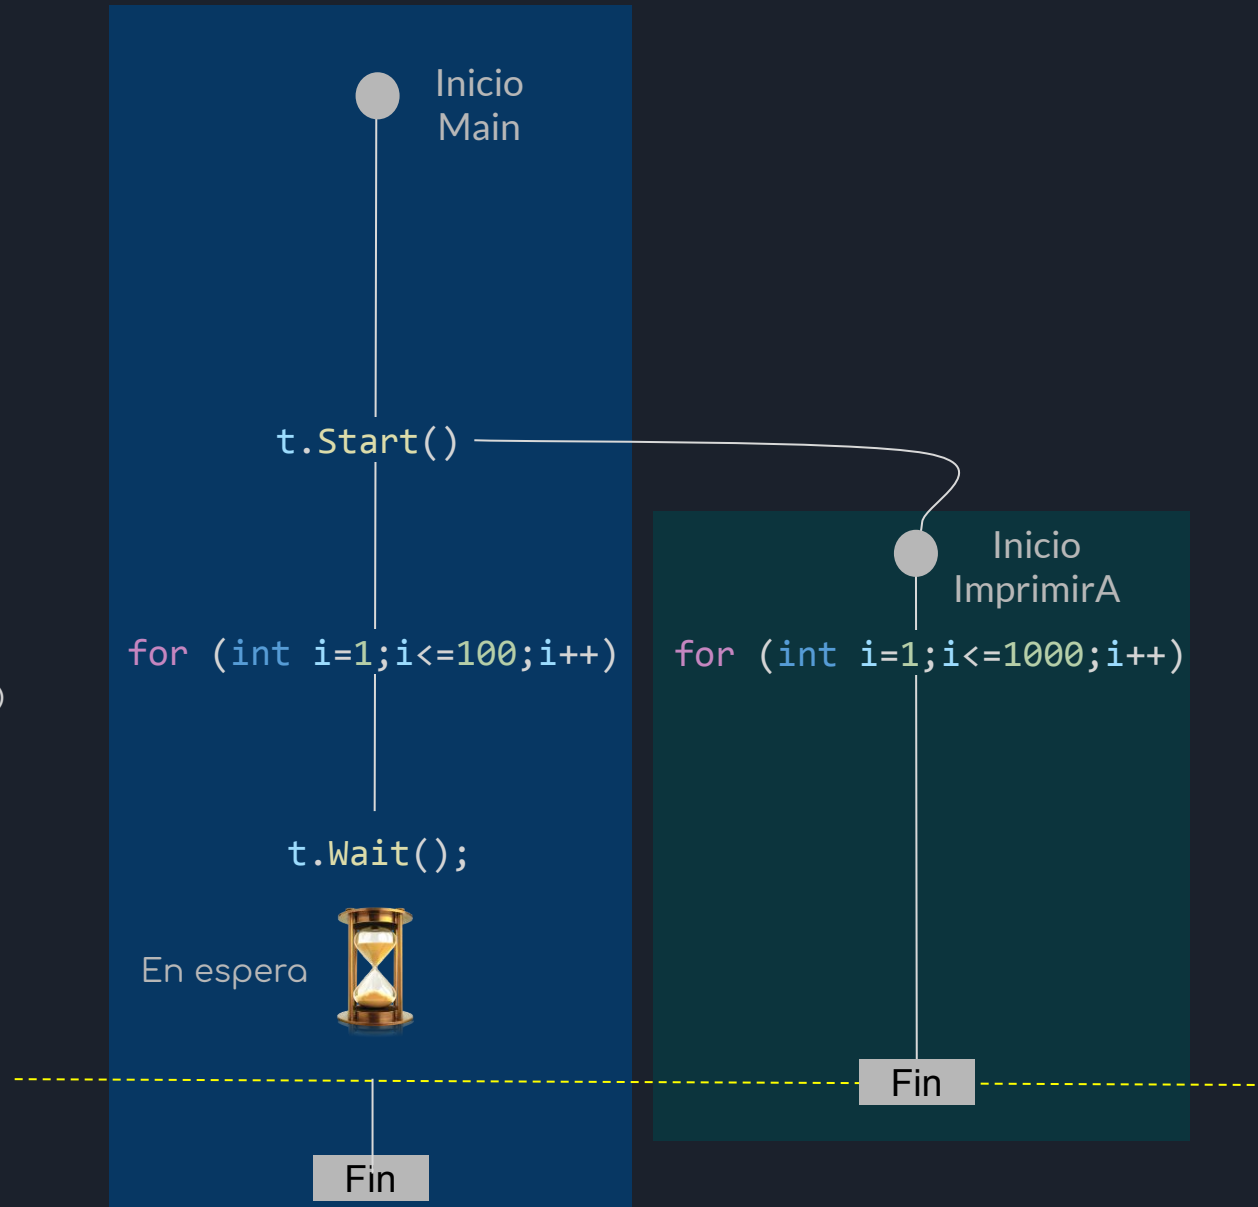 Inicio
Main
t.Start()
Inicio
ImprimirA
for (int i=1;i<=100;i++)
for (int i=1;i<=1000;i++)
)
t.Wait();
En espera
Fin
Fin